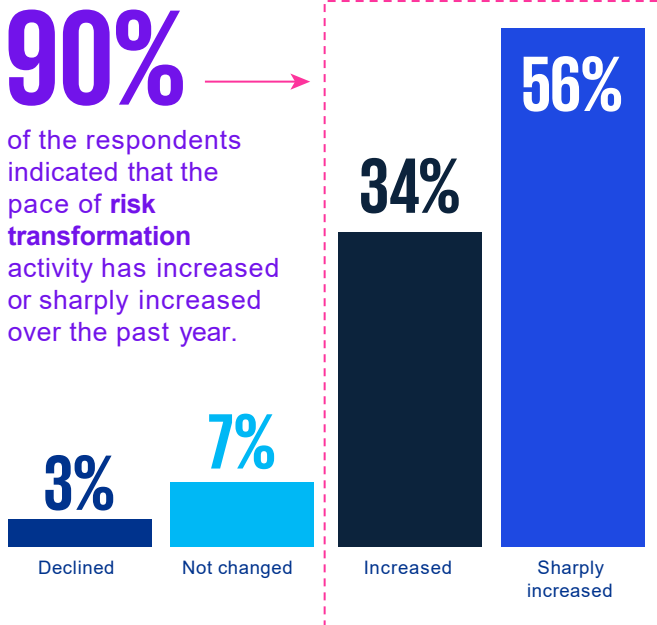 90%
of the respondents
indicated that the
pace of risk
transformation
activity has increased
or sharply increased
over the past year.
3%
7%
34%
56%
Declined
Not changed
Increased
Sharply
increased